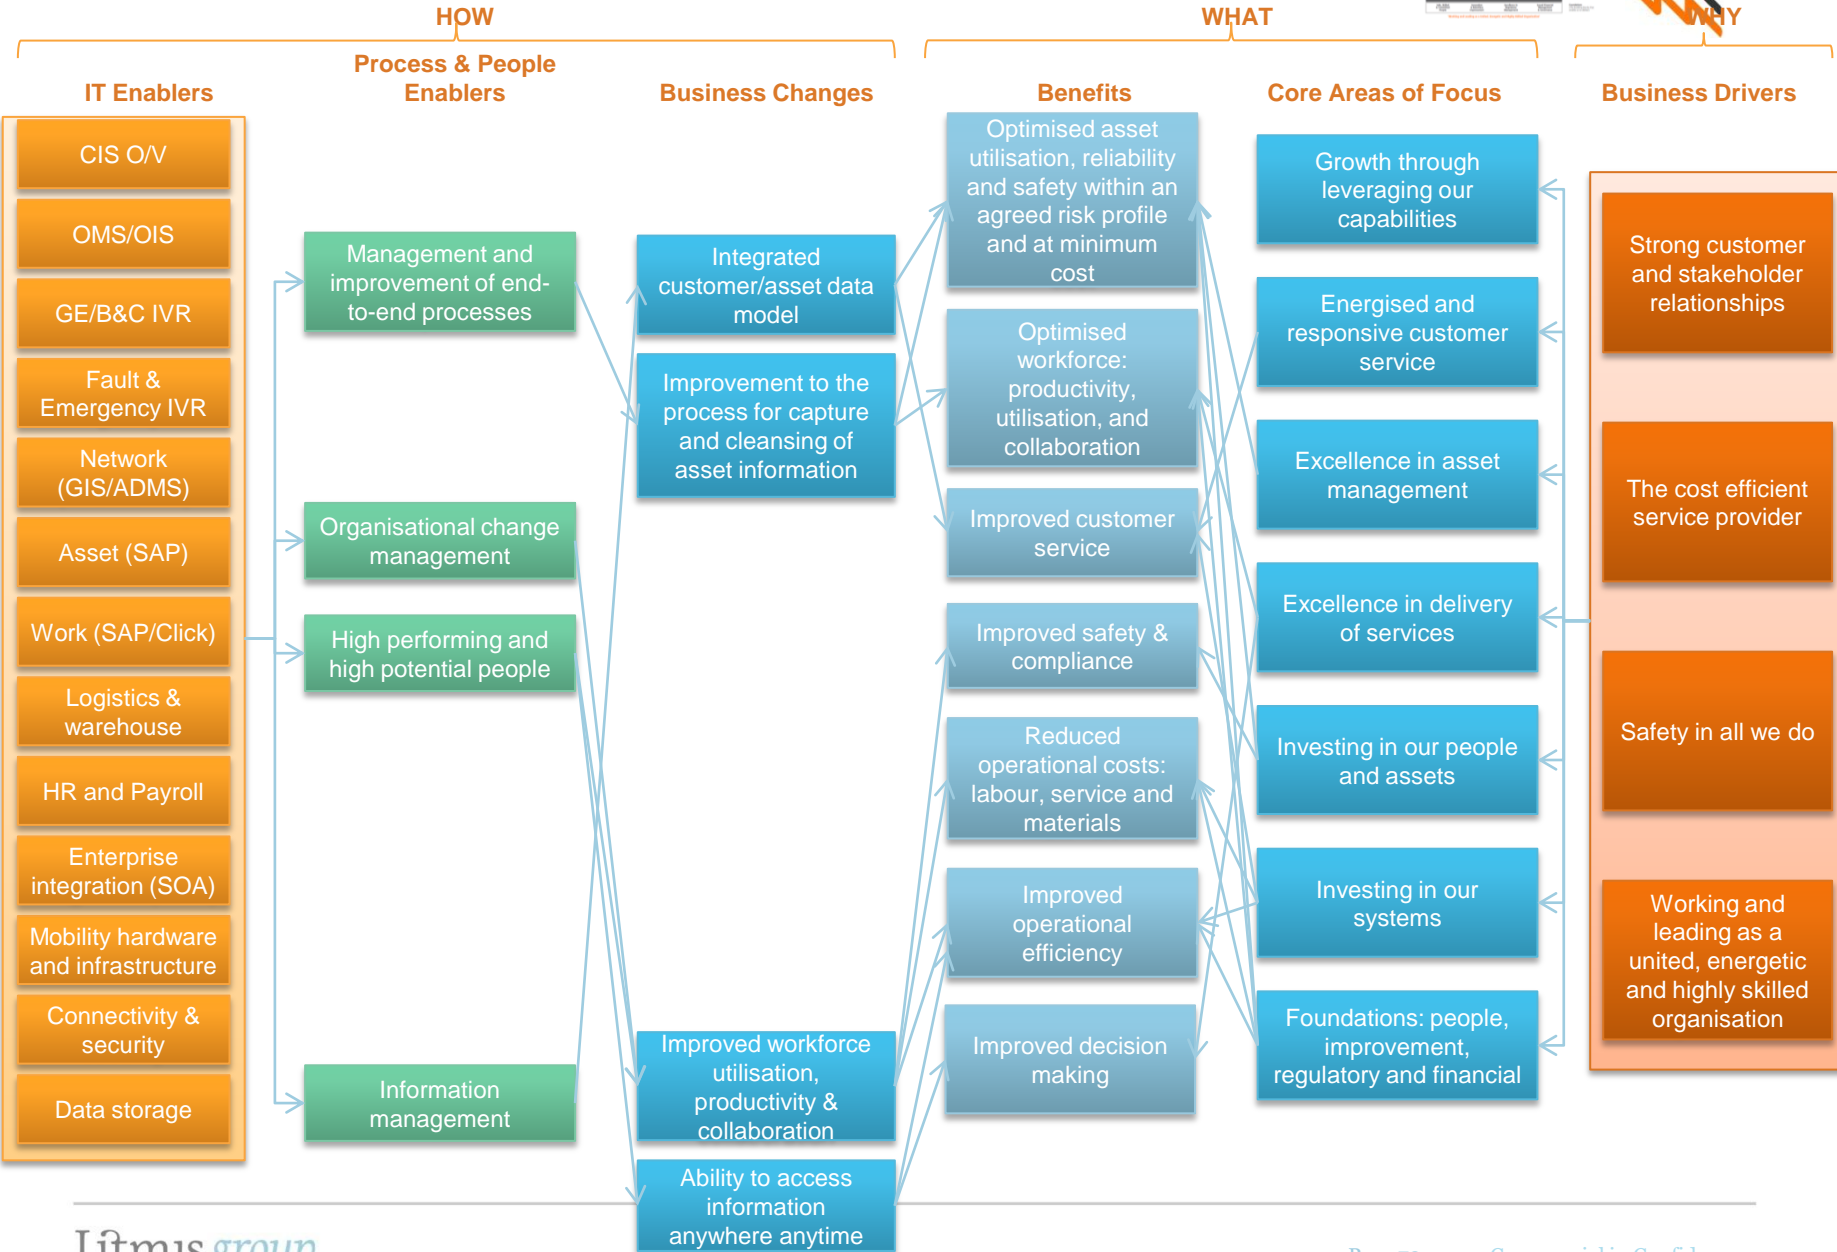 HOW
WHAT
WHY
IT Enablers
Process & People
Enablers
Business Changes
Benefits
Core Areas of Focus
Business Drivers
CIS O/V
OMS/OIS
GE/B&C IVR
Fault &
Emergency IVR
Network
(GIS/ADMS)
Asset (SAP)
Work (SAP/Click)
Logistics &
warehouse
HR and Payroll
Enterprise
integration (SOA)
Mobility hardware
and infrastructure
Connectivity &
security
Data storage
Management and
improvement of end-
to-end processes
Organisational change
management
High performing and
high potential people
Information
management
Integrated
customer/asset data
model
Improvement to the
process for capture
and cleansing of
asset information
Improved workforce
utilisation,
productivity &
collaboration
Ability to access
information
anywhere anytime
Optimised asset
utilisation, reliability
and safety within an
agreed risk profile
and at minimum
cost
Optimised
workforce:
productivity,
utilisation, and
collaboration
Improved customer
service
Improved safety &
compliance
Reduced
operational costs:
labour, service and
materials
Improved
operational
efficiency
Improved decision
making
Growth through
leveraging our
capabilities
Energised and
responsive customer
service
Excellence in asset
management
Excellence in delivery
of services
Investing in our people
and assets
Investing in our
systems
Foundations: people,
improvement,
regulatory and financial
Strong customer
and stakeholder
relationships
The cost efficient
service provider
Safety in all we do
Working and
leading as a
united, energetic
and highly skilled
organisation
Litmus group